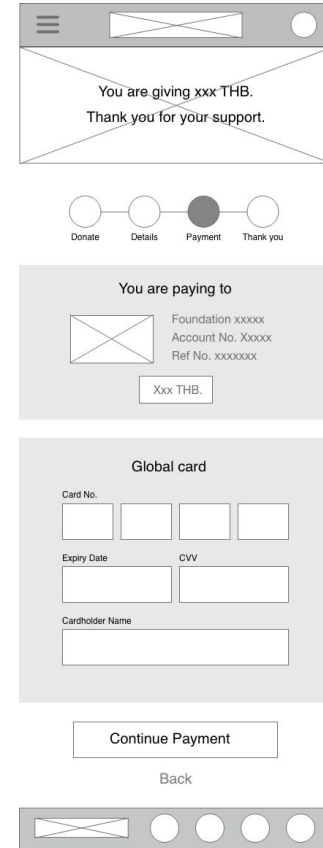 You are giving xxx THB.
Thank you for your support.
Donate Details Payment Thank you
You are paying to
Foundation xxxxx
Account No. Xxxxx
Ref No. xxxxxxx
Xxx THB.
Global card
Card No.
Expiry Date CVV
Cardholder Name
Continue Payment
Back